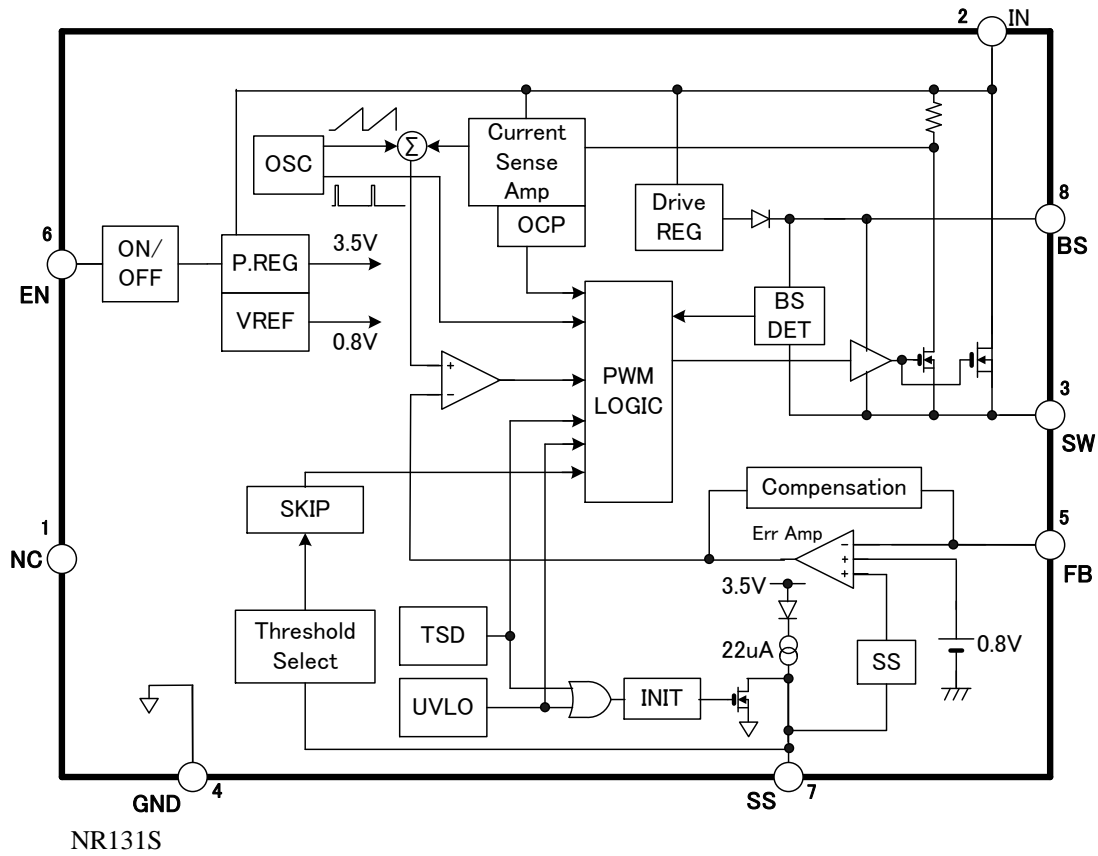 2 IN
Current
Sense
Amp
OSC
Σ
OCP
Drive
REG
8
BS
6
EN
ON/
OFF
P.REG
3.5V
VREF
0.8V
BS
DET
+
−
PWM
LOGIC
3
SW
SKIP
Compensation
1
NC
Err Amp
−
+
+
5
FB
3.5V
Threshold
Select
TSD
22uA
SS
0.8V
UVLO
INIT
GND 4
SS 7
NR131S